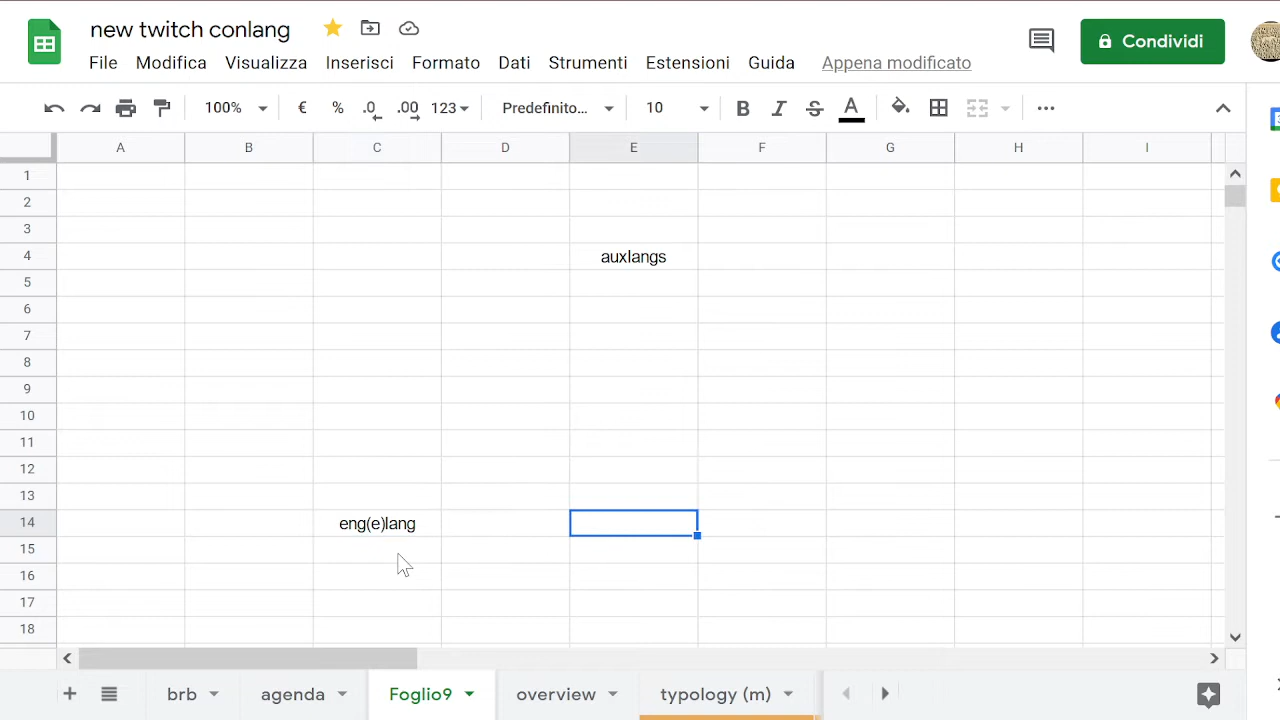 new twitch conlang
File Modifica Visualizza Inserisci Formato Dati Strumenti Estensioni Guida Appena modificato
Condividi
100% € % .0 .00 123 Predefinito... 10 B I S A
A B C D E F G H I
1
2
3
4 auxlangs
5
6
7
8
9
10
11
12
13
14 eng(e)lang
15
16
17
18
brb agenda Foglio9 overview typology (m)